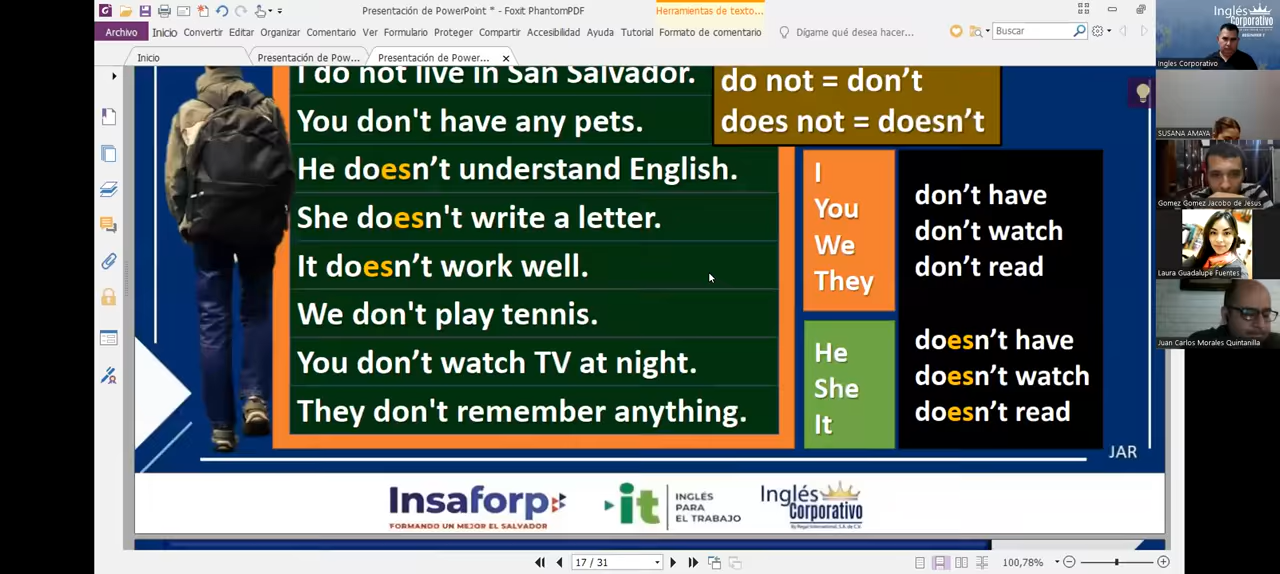 Presentación de PowerPoint * - Foxit PhantomPDF
Herramientas de texto...
Archivo Inicio Convertir Editar Organizar Comentario Ver Formulario Proteger Compartir Accesibilidad Ayuda Tutorial Formato de comentario Dígame qué desea hacer... Buscar
Inicio Presentación de PowerP... Presentación de Power...
I do not live in San Salvador.
You don't have any pets.
He doesn't understand English.
She doesn't write a letter.
It doesn't work well.
We don't play tennis.
You don't watch TV at night.
They don't remember anything.
do not = don't
does not = doesn't
I
You
We
They
don't have
don't watch
don't read
He
She
It
doesn't have
doesn't watch
doesn't read
JAR
Insaforp
FORMANDO UN MEJOR EL SALVADOR
it
INGLÉS
PARA
EL TRABAJO
Inglés
Corporativo
By Regal International, S.A. de C.V.
17 / 31
100,78%
Inglés
Corporativo
Ingles Corporativo
SUSANA AMAYA
Gomez Gomez Jacobo de Jesus
Laura Guadalupe Fuentes
Juan Carlos Morales Quintanilla